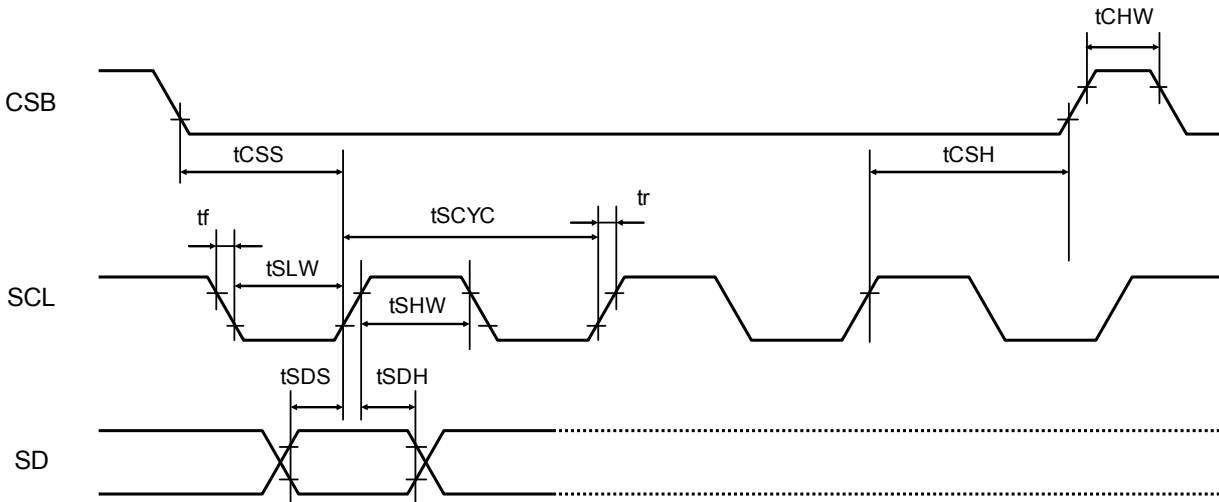 tCHW
CSB
tCSS
tCSH
tf
tSCYC
tr
tSLW
SCL
tSHW
tSDS
tSDH
SD